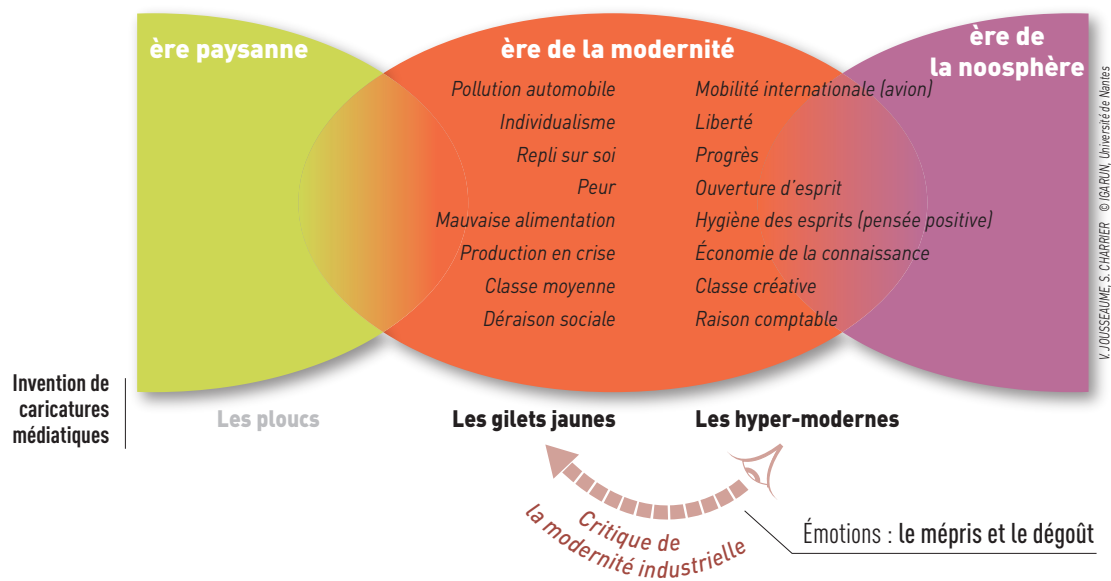 ère paysanne
ère de la modernité
ère de
la noosphère
Pollution automobile
Individualisme
Repli sur soi
Peur
Mauvaise alimentation
Production en crise
Classe moyenne
Déraison sociale
Mobilité internationale (avion)
Liberté
Progrès
Ouverture d'esprit
Hygiène des esprits (pensée positive)
Économie de la connaissance
Classe créative
Raison comptable
V. JOUSSEAUME, S. CHARRIER © IGARUN, Université de Nantes
Invention de
caricatures
médiatiques
Les ploucs
Les gilets jaunes
Les hyper-modernes
Critique de
la modernité industrielle
Émotions : le mépris et le dégoût